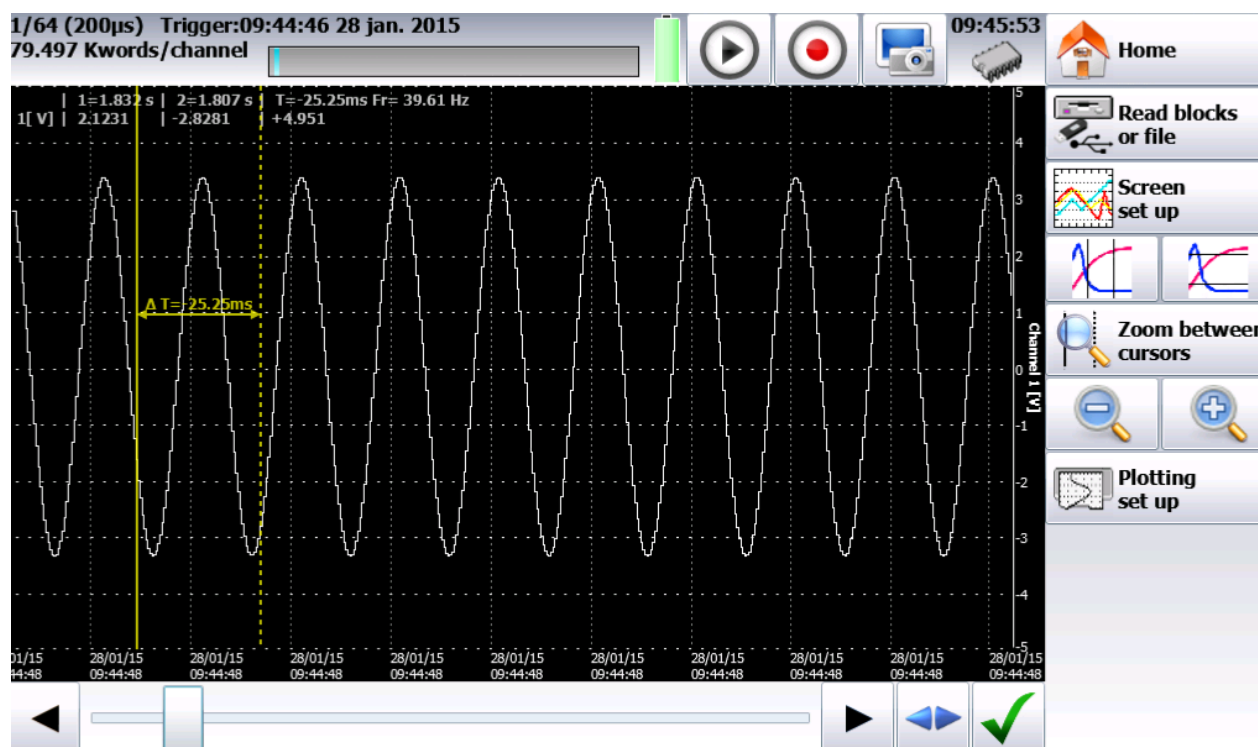 1/64 (200µs) Trigger:09:44:46 28 jan. 2015
79.497 Kwords/channel
09:45:53
Home
| 1=1.832 s | 2=1.807 s | T=-25.25ms Fr= 39.61 Hz
1[ V] | 2.1231 | -2.8281 | +4.951
Read blocks
or file
Screen
set up
Δ T=-25.25ms
Zoom between
cursors
Plotting
set up
5
4
3
2
1
0
-1
-2
-3
-4
-5
Channel 1 [V]
01/15 28/01/15 28/01/15 28/01/15 28/01/15 28/01/15 28/01/15 28/01/15 28/01/15 28/01/15 28/01/15
44:48 09:44:48 09:44:48 09:44:48 09:44:48 09:44:48 09:44:48 09:44:48 09:44:48 09:44:48 09:44:48